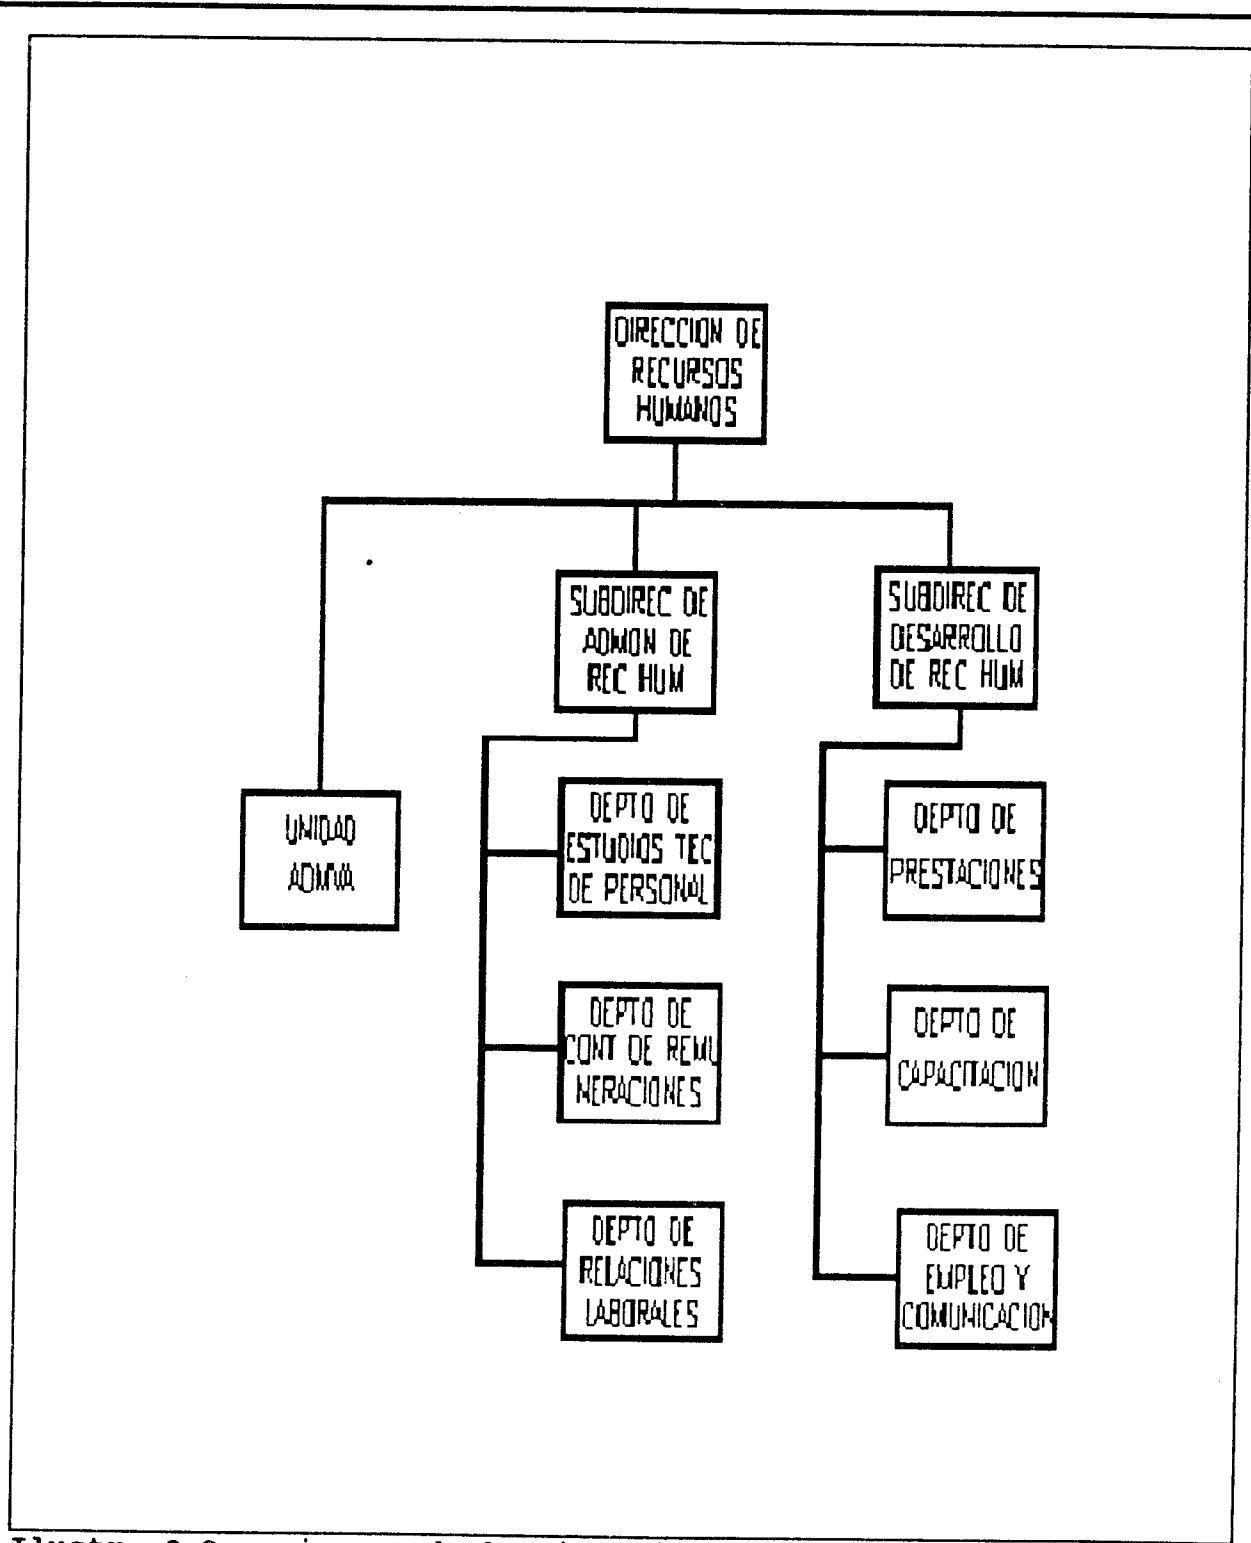 DIRECCION DE
RECURSOS
HUMANOS
SUBDIREC DE
ADMON DE
REC HUM
SUBDIREC DE
DESARROLLO
DE REC HUM
UNIDAD
ADMVA
DEPTO DE
ESTUDIOS TEC
DE PERSONAL
DEPTO DE
PRESTACIONES
DEPTO DE
CONT DE REMU
NERACIONES
DEPTO DE
CAPACITACION
DEPTO DE
RELACIONES
LABORALES
DEPTO DE
EMPLEO Y
COMUNICACION